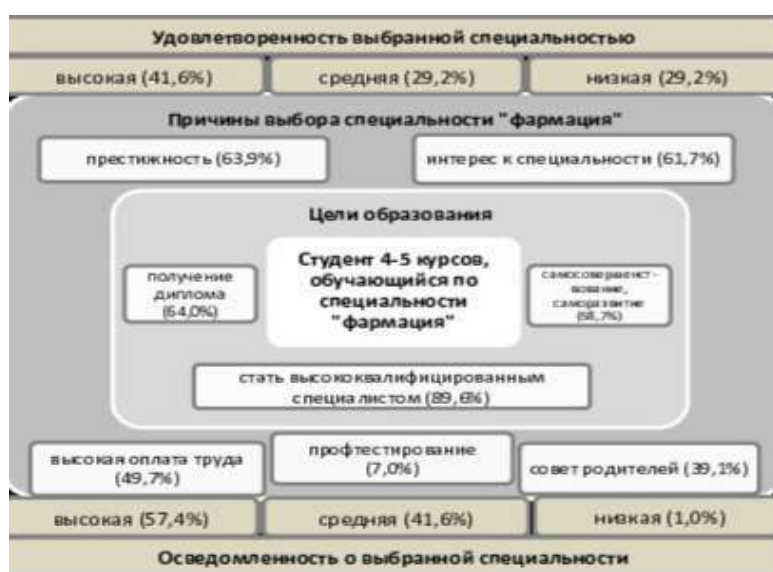 Удовлетворенность выбранной специальностью
высокая (41,6%)
средняя (29,2%)
низкая (29,2%)
Причины выбора специальности "фармация"
престижность (63,9%)
интерес к специальности (61,7%)
Цели образования
получение
диплома
(64,0%)
Студент 4-5 курсов,
обучающийся по
специальности
"фармация"
самосовершенст-
вование,
саморазвитие
стать высококвалифицированным
специалистом (89,6%)
высокая оплата труда
(49,7%)
профтестирование
(7,0%)
совет родителей (39,1%)
высокая (57,4%)
средняя (41,6%)
низкая (1,0%)
Осведомленность о выбранной специальности